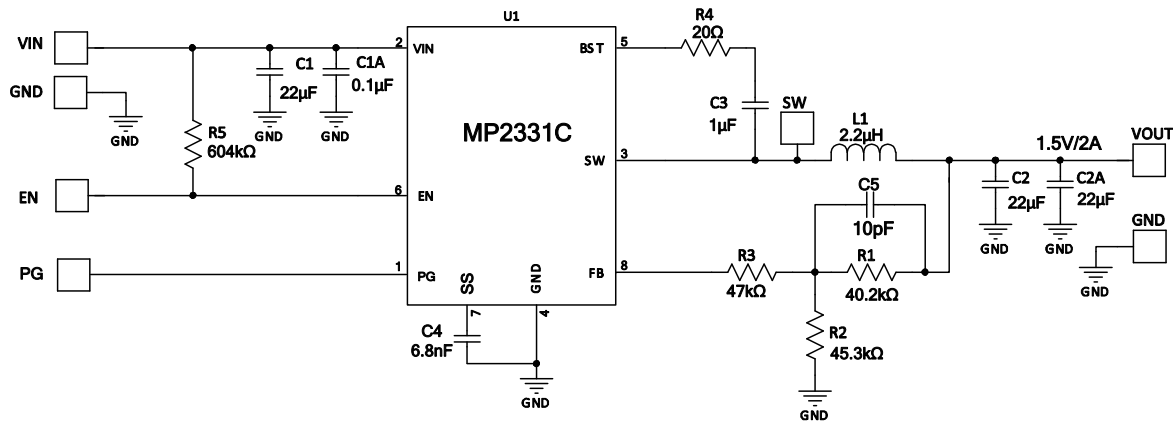 U1
VIN
2
VIN
GND
GND
R5
604kΩ
C1
22µF
GND
C1A
0.1µF
GND
EN
6
EN
PG
1
PG
MP2331C
BST
5
R4
20Ω
C3
1µF
SW
SW
3
L1
2.2µH
1.5V/2A
VOUT
C2
22µF
GND
C2A
22µF
GND
GND
GND
C5
10pF
FB
8
R3
47kΩ
R1
40.2kΩ
R2
45.3kΩ
GND
SS
7
GND
4
C4
6.8nF
GND